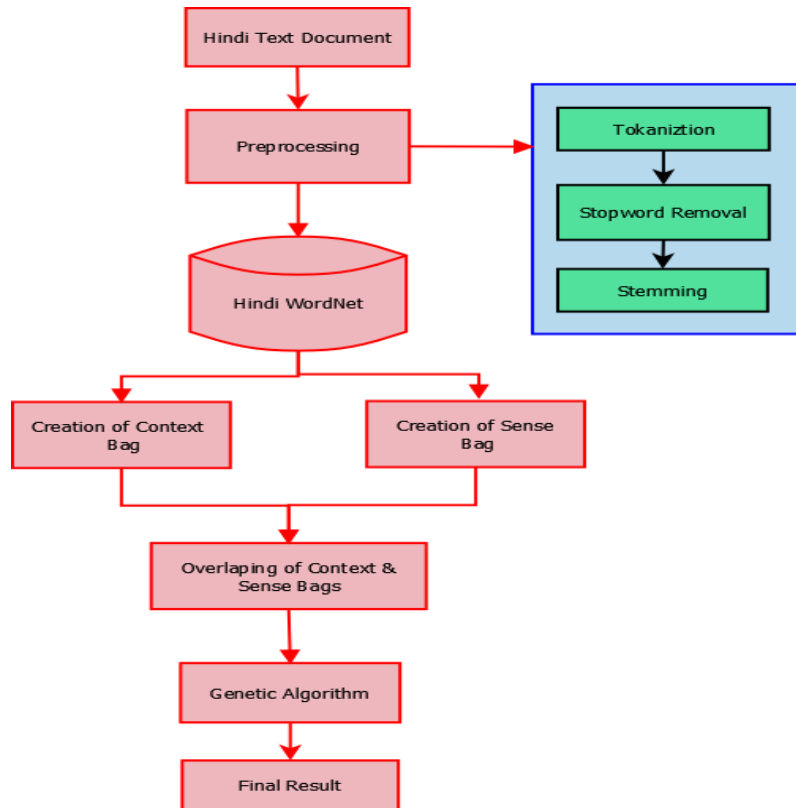 Hindi Text Document
Preprocessing
Tokaniztion
Stopword Removal
Stemming
Hindi WordNet
Creation of Context
Bag
Creation of Sense
Bag
Overlaping of Context &
Sense Bags
Genetic Algorithm
Final Result